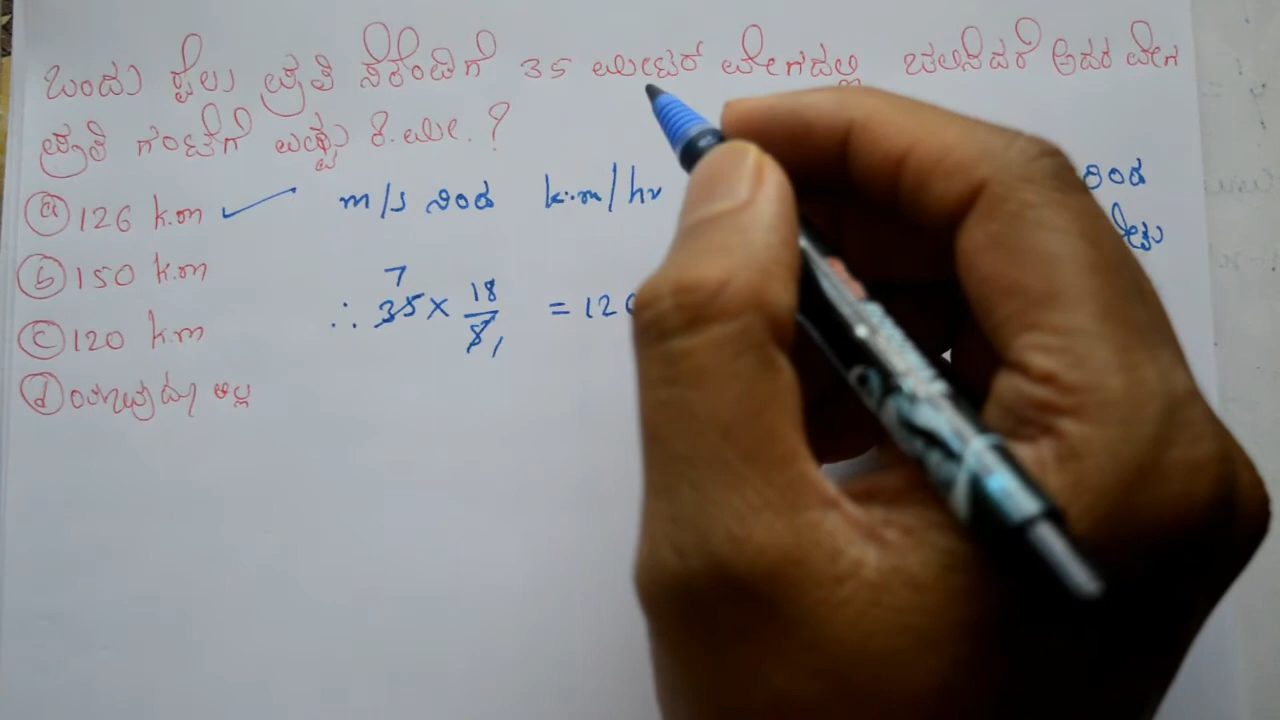 ಒಂದು ರೈಲು ಪ್ರತಿ ಸೆಕೆಂಡಿಗೆ 35 ಮೀಟರ್ ವೇಗದಲ್ಲಿ ಚಲಿಸಿದರೆ ಅದರ ವೇಗ
ಪ್ರತಿ ಗಂಟೆಗೆ ಎಷ್ಟು ಕಿ.ಮೀ.?
ⓐ 126 k.m ✓ m/s ನಿಂದ k.m/hr
ⓑ 150 k.m
∴ 35 × 18/5 = 126
7
1
ⓒ 120 k.m
ⓓ ಯಾವುದೂ ಅಲ್ಲ